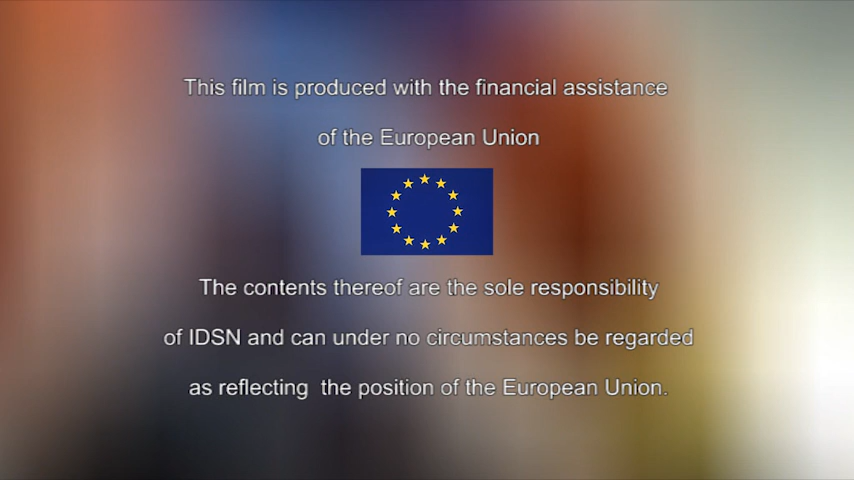 This film is produced with the financial assistance
of the European Union
The contents thereof are the sole responsibility
of IDSN and can under no circumstances be regarded
as reflecting  the position of the European Union.